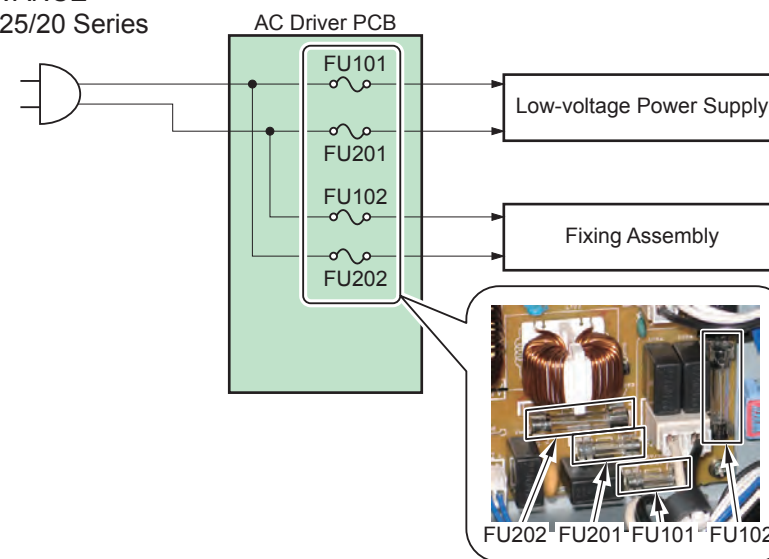 25/20 Series
AC Driver PCB
FU101
Low-voltage Power Supply
FU201
FU102
Fixing Assembly
FU202
FU202 FU201 FU101 FU102